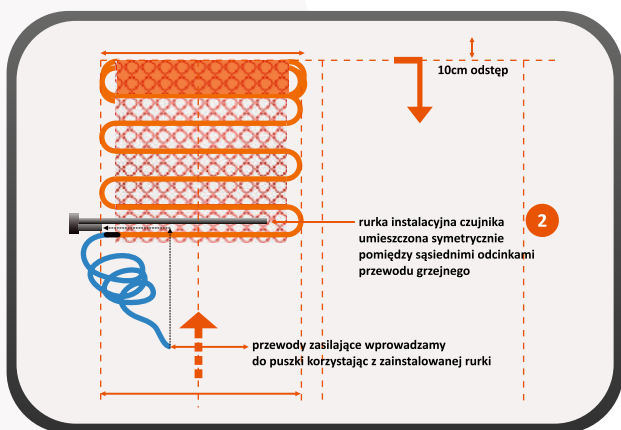 10cm odstęp
rurka instalacyjna czujnika
umieszczona symetrycznie
pomiędzy sąsiednimi odcinkami
przewodu grzejnego
2
przewody zasilające wprowadzamy
do puszki korzystając z zainstalowanej rurki